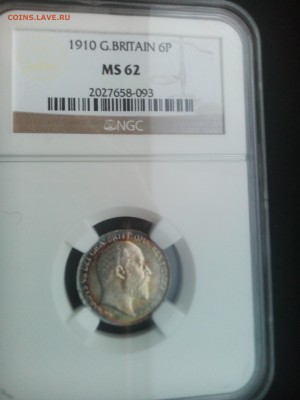 COINS.LAVE.RU
1910 G.BRITAIN 6P
MS 62
2027658-093
NGC